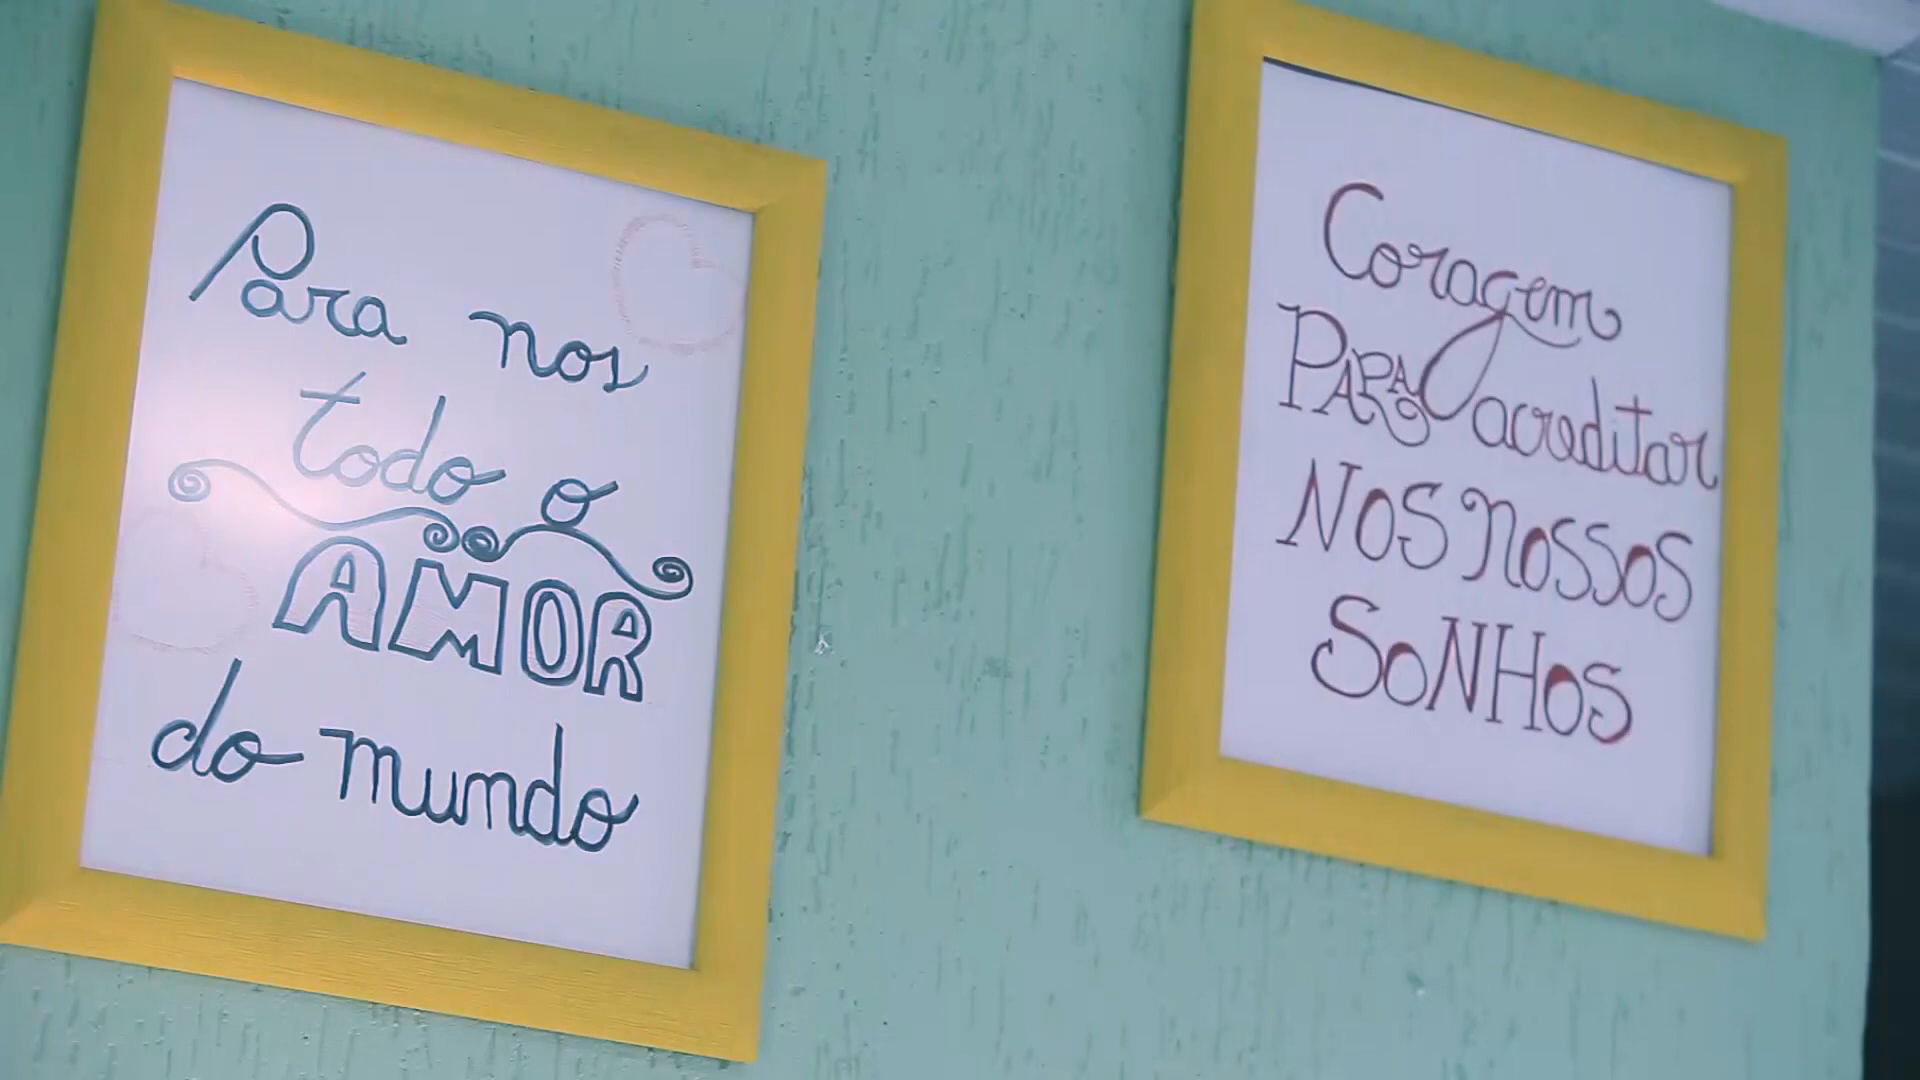 Para nos
todo o
AMOR
do mundo
Coragem
PARA acreditar
NOS NOSSOS
SONHOS